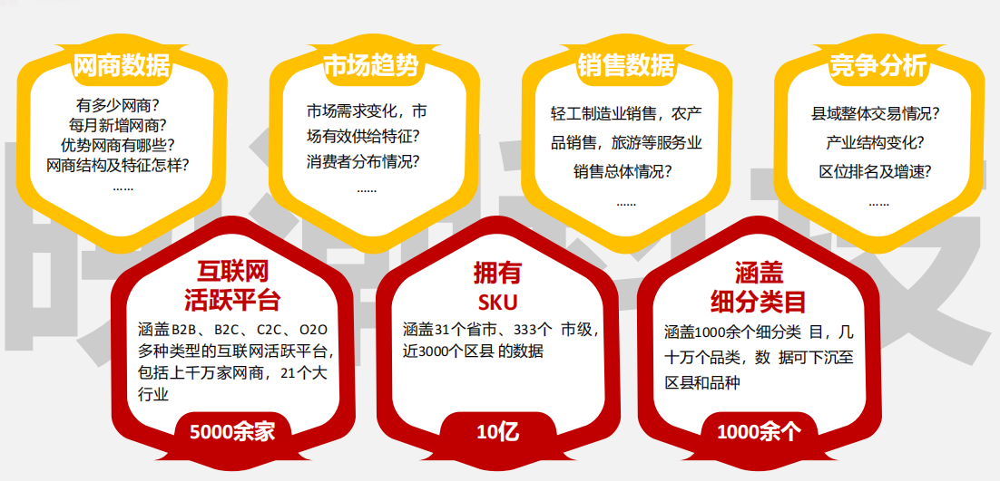 网商数据
有多少网商？
每月新增网商？
优势网商有哪些？
网商结构及特征怎样？
……
市场趋势
市场需求变化，市
场有效供给特征？
消费者分布情况？
……
销售数据
轻工制造业销售，农产
品销售，旅游等服务业
销售总体情况？
……
竞争分析
县域整体交易情况？
产业结构变化？
区位排名及增速？
……
互联网
活跃平台
涵盖B2B、B2C、C2C、O2O
多种类型的互联网活跃平台，
包括上千万家网商，21个大
行业
5000余家
拥有
SKU
涵盖31个省市、333个 市级，
近3000个区县 的数据
10亿
涵盖
细分类目
涵盖1000余个细分类 目，几
十万个品类，数 据可下沉至
区县和品种
1000余个